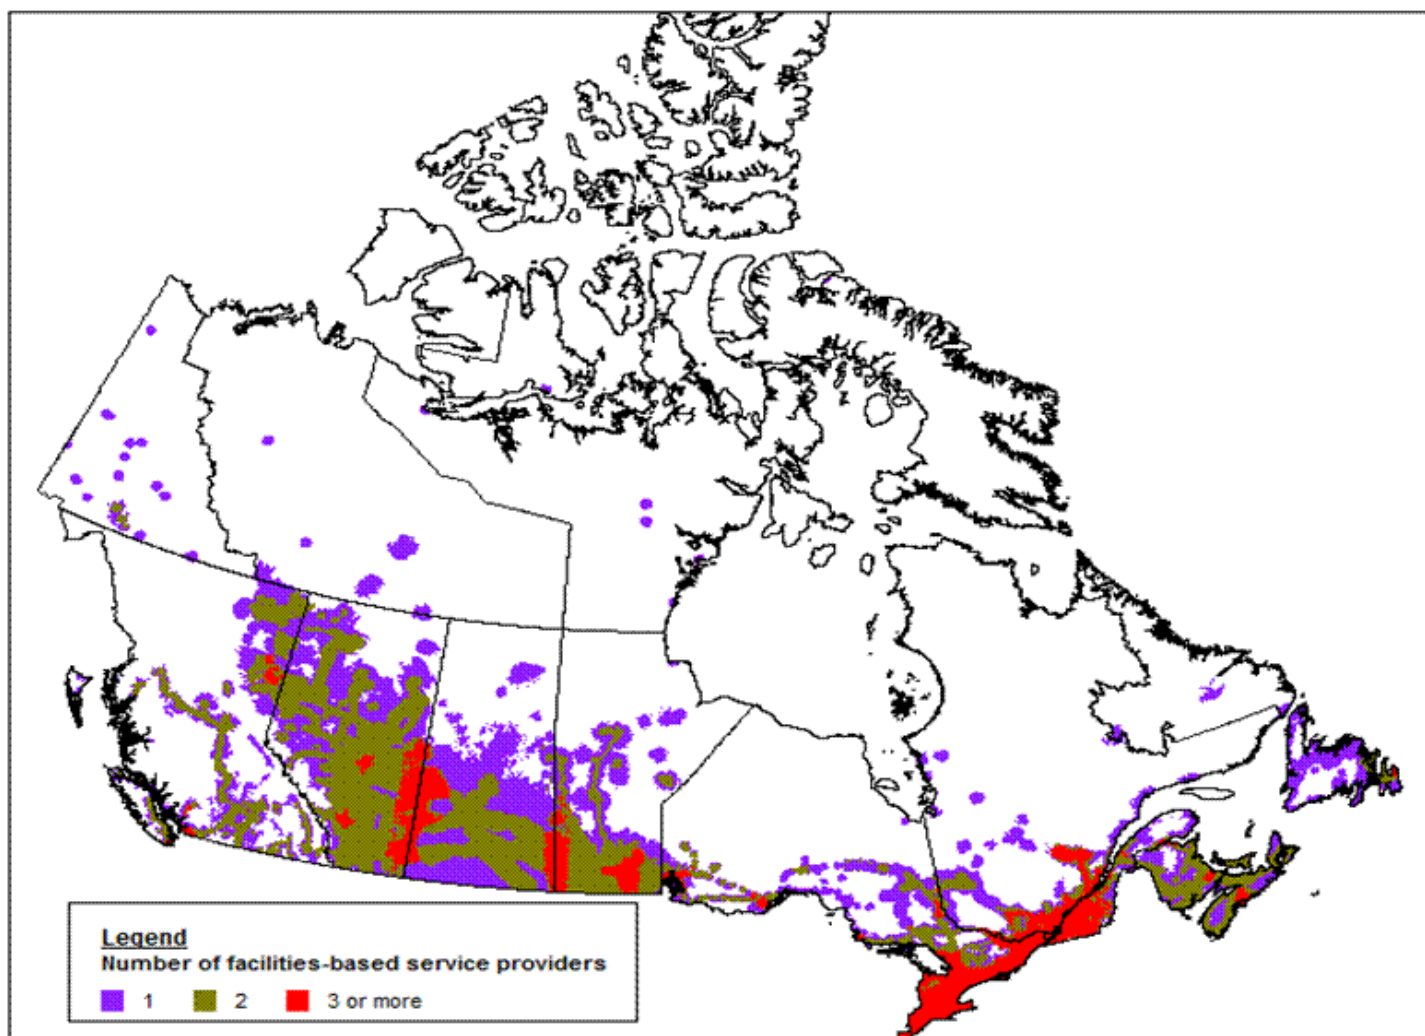 Legend
Number of facilities-based service providers
1 2 3 or more